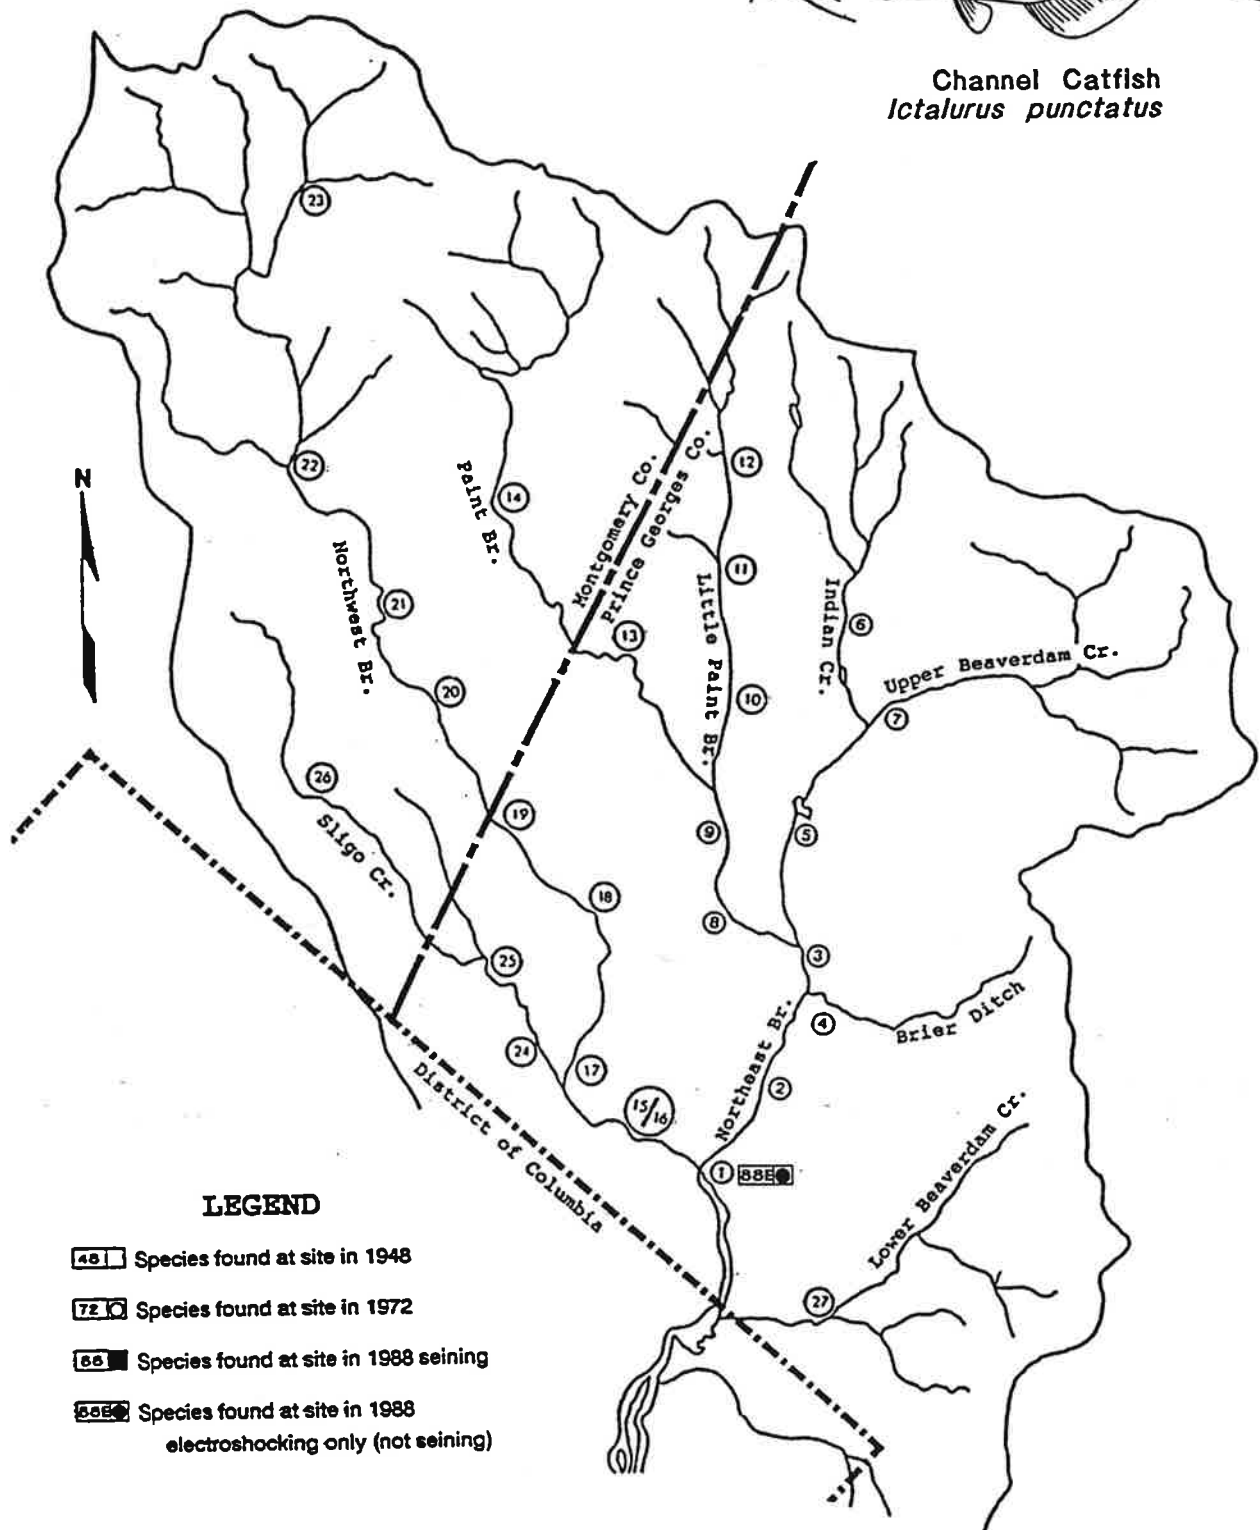 Channel Catfish
Ictalurus punctatus
23
22
N
Paint Br.
14
Montgomery Co.
Prince Georges Co.
12
11
Northwest Br.
21
13
Little Paint Br.
Indian Cr.
6
Upper Beaverdam Cr.
20
10
7
26
Sligo Cr.
19
9
5
18
8
3
25
4
Brier Ditch
24
17
Northeast Br.
2
15/16
District of Columbia
1
88E
Lower Beaverdam Cr.
27
LEGEND
48 Species found at site in 1948
72 Species found at site in 1972
88 Species found at site in 1988 seining
88E Species found at site in 1988
electroshocking only (not seining)